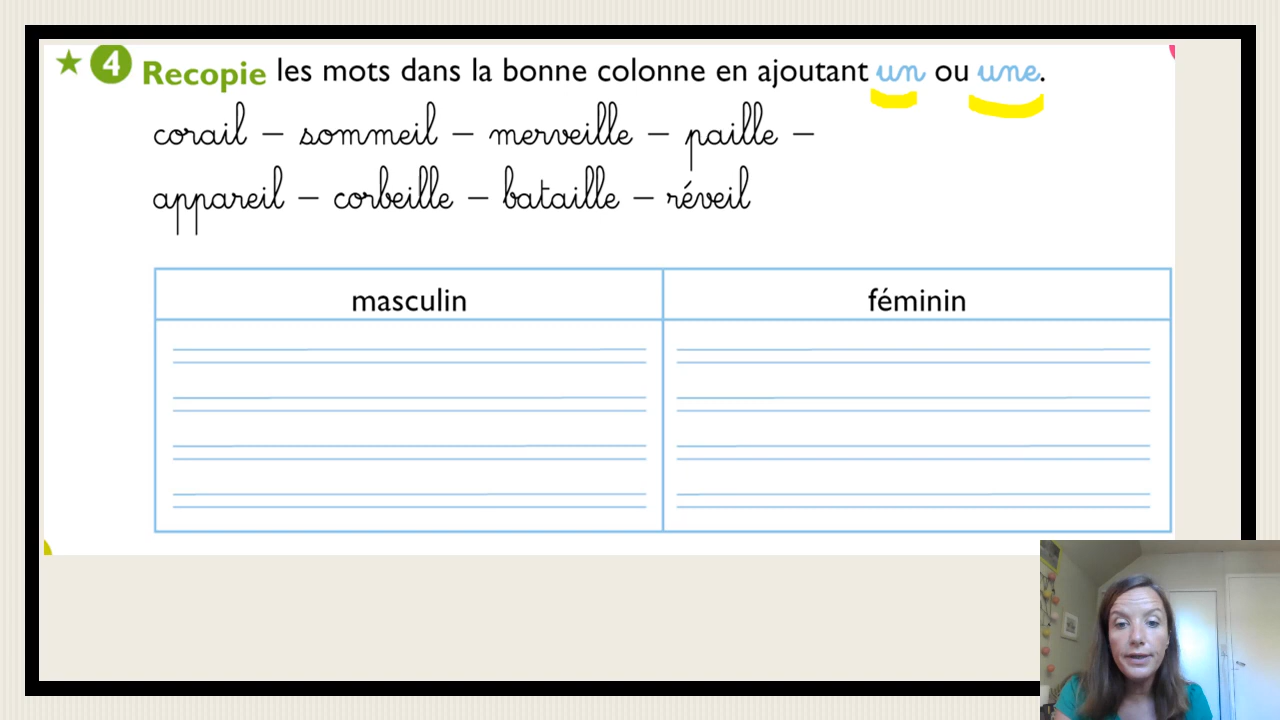 ★ 4 Recopie les mots dans la bonne colonne en ajoutant un ou une.
corail – sommeil – merveille – paille –
appareil – corbeille – bataille – réveil
masculin féminin